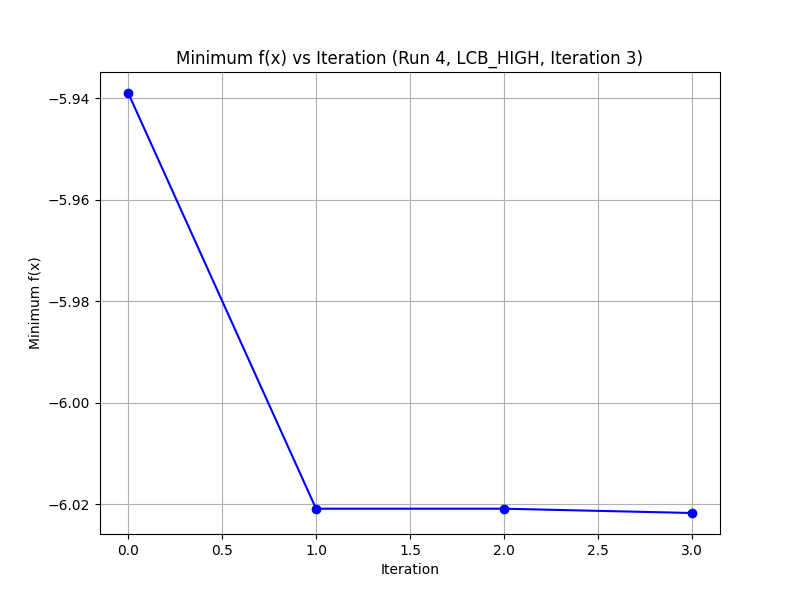 Minimum f(x) vs Iteration (Run 4, LCB_HIGH, Iteration 3)
Minimum f(x)
−5.94
−5.96
−5.98
−6.00
−6.02
0.0 0.5 1.0 1.5 2.0 2.5 3.0
Iteration